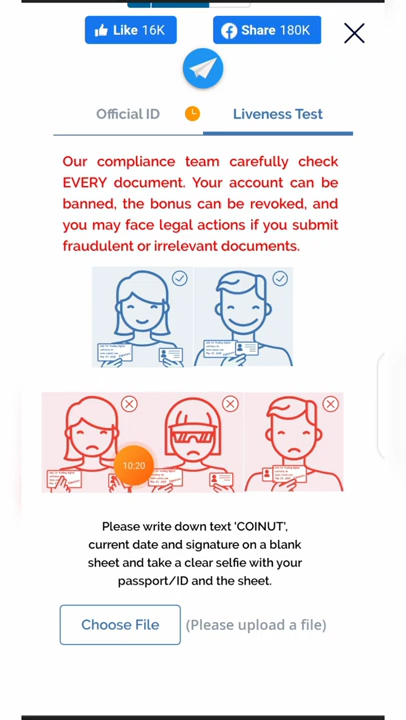 Like 16K
Share 180K
Official ID
Liveness Test
Our compliance team carefully check
EVERY document. Your account can be
banned, the bonus can be revoked, and
you may face legal actions if you submit
fraudulent or irrelevant documents.
10:20
Please write down text 'COINUT',
current date and signature on a blank
sheet and take a clear selfie with your
passport/ID and the sheet.
Choose File
(Please upload a file)